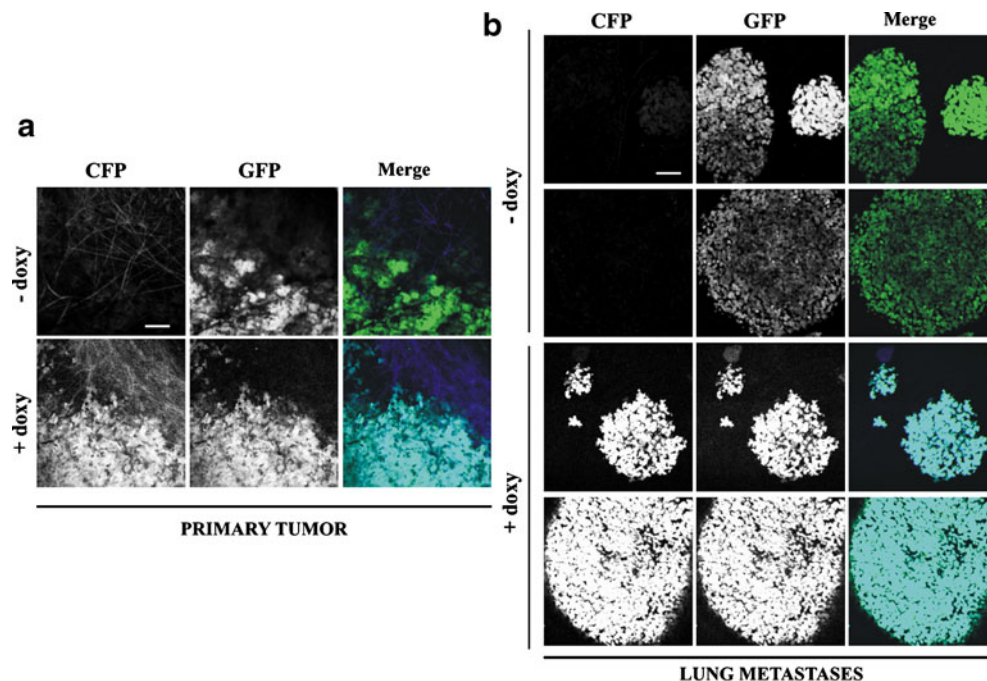 a
CFP GFP Merge
- doxy
+ doxy
PRIMARY TUMOR
b
CFP GFP Merge
- doxy
+ doxy
LUNG METASTASES